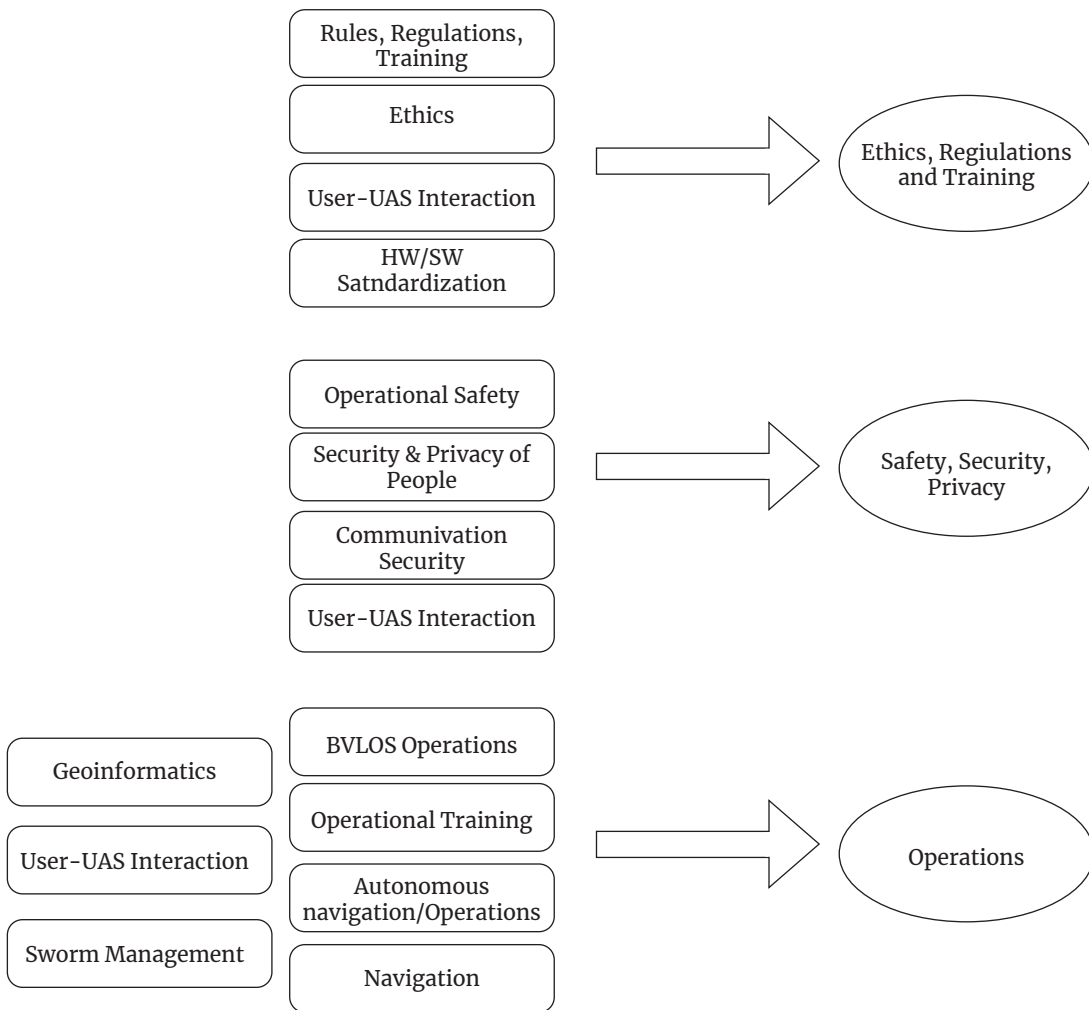 Rules, Regulations,
Training
Ethics
User-UAS Interaction
HW/SW
Satndardization
Ethics, Regiulations
and Training
Operational Safety
Security & Privacy of
People
Communivation
Security
User-UAS Interaction
Safety, Security,
Privacy
Geoinformatics
User-UAS Interaction
Sworm Management
BVLOS Operations
Operational Training
Autonomous
navigation/Operations
Navigation
Operations